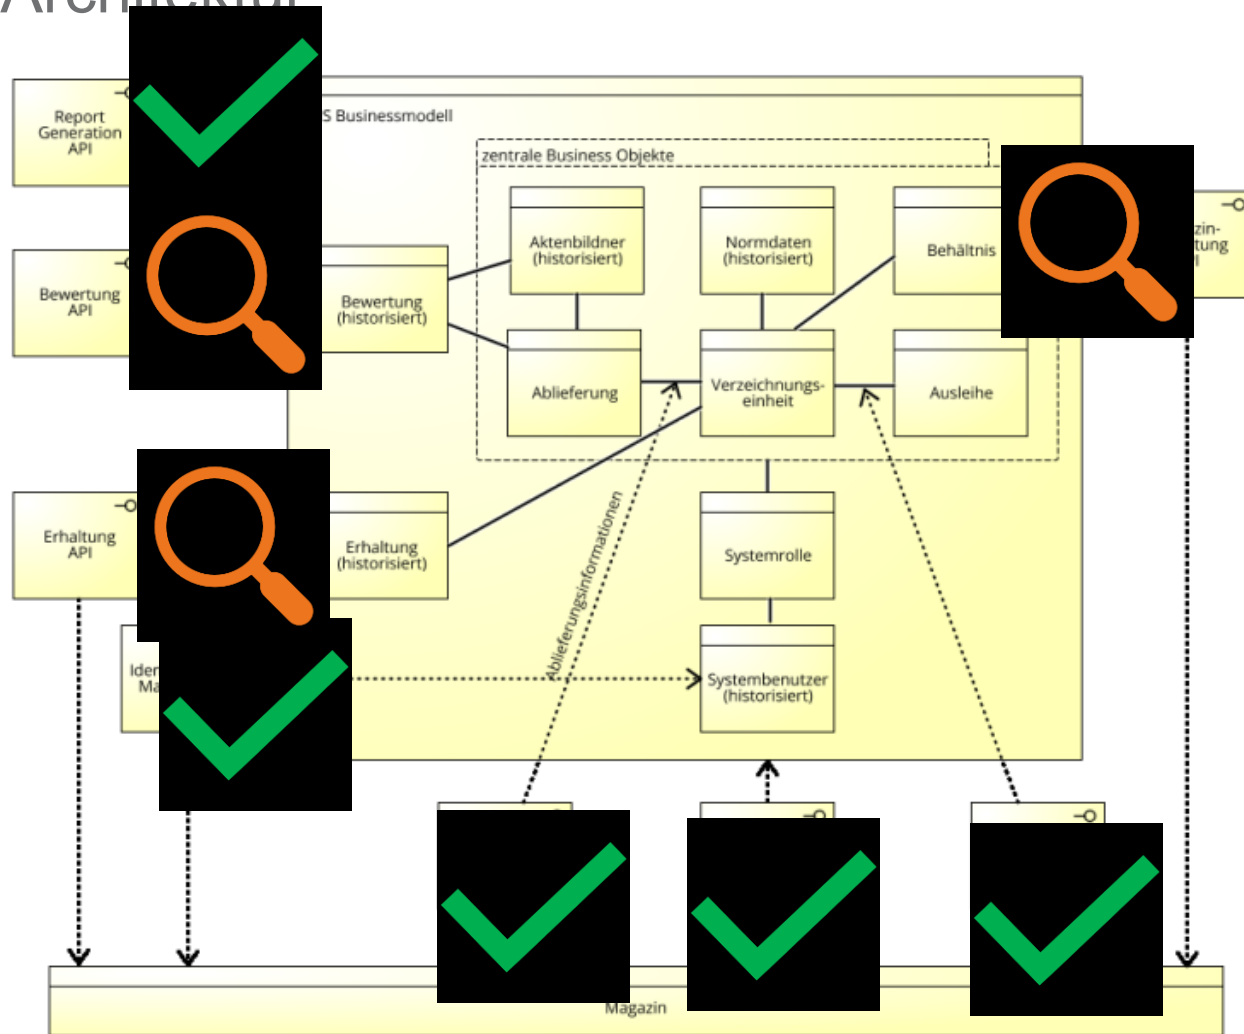 Architektur
S Businessmodell
Report
Generation
API
zentrale Business Objekte
Aktenbildner
(historisiert)
Normdaten
(historisiert)
Behältnis
Bewertung
API
Bewertung
(historisiert)
Ablieferung
Verzeichnungs-
einheit
Ausleihe
Erhaltung
API
Erhaltung
(historisiert)
Ablieferungsinformationen
Systemrolle
Systembenutzer
(historisiert)
Magazin